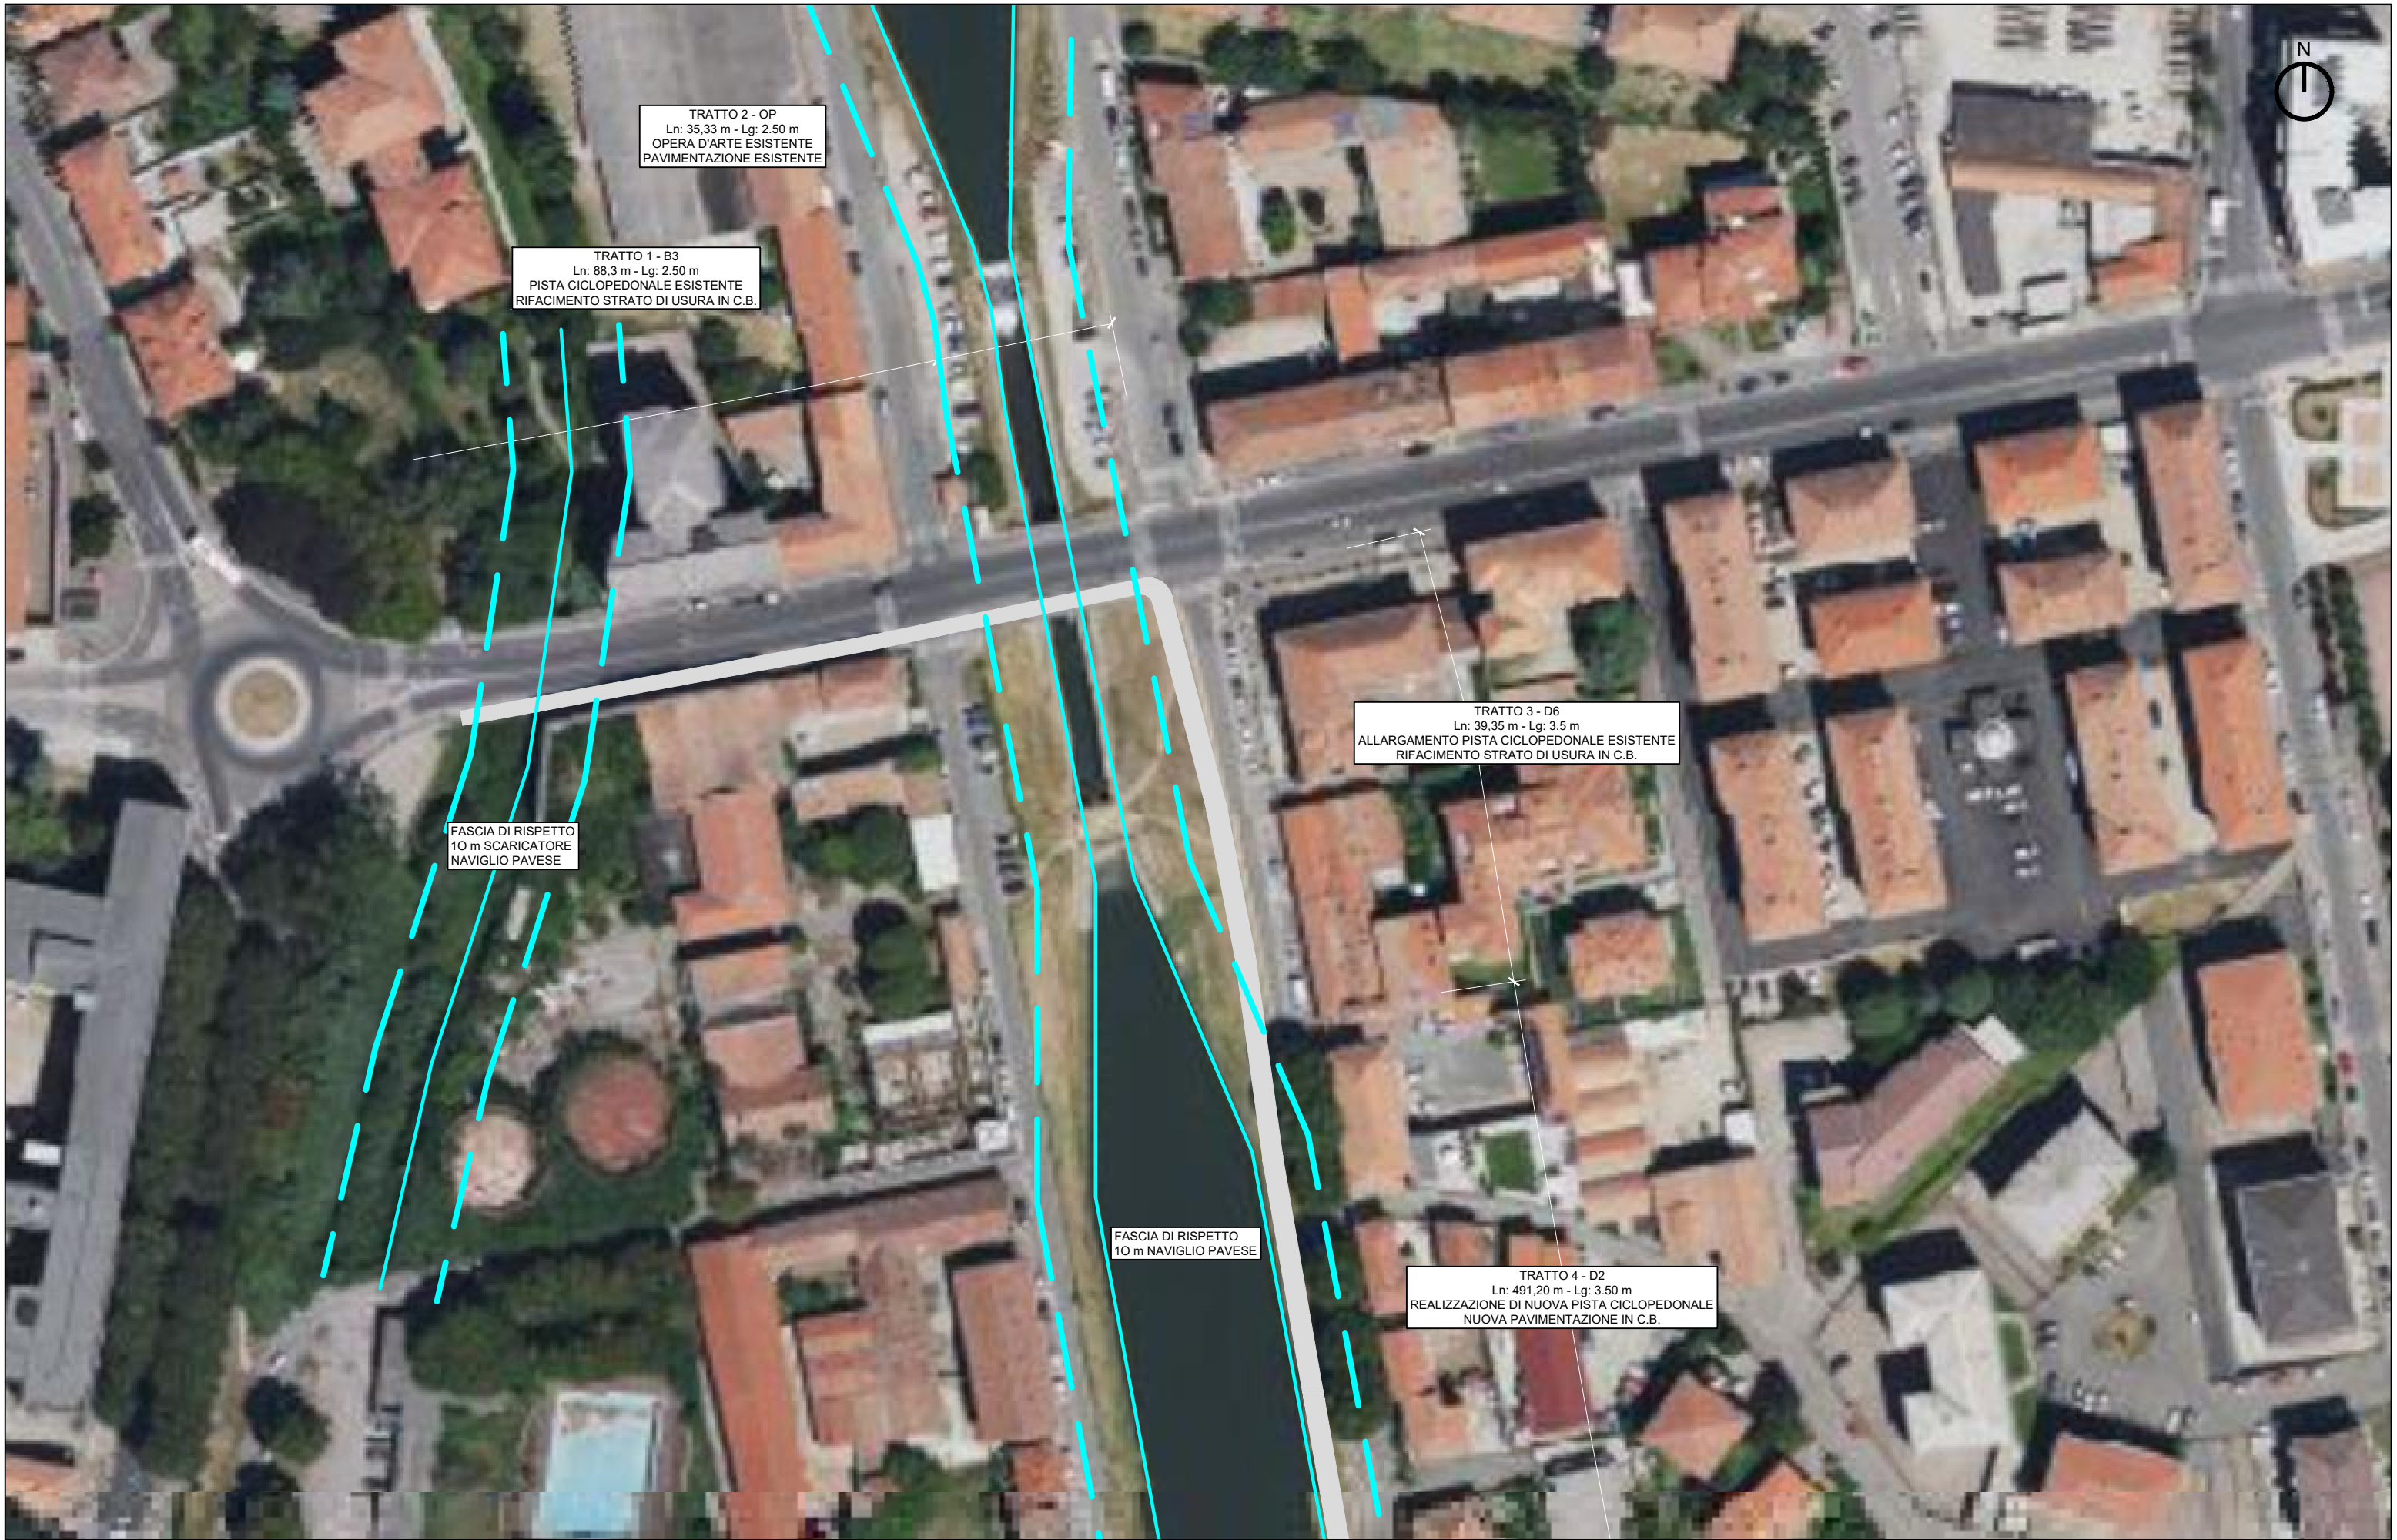 N
TRATTO 2 - OP
Ln: 35,33 m - Lg: 2.50 m
OPERA D'ARTE ESISTENTE
PAVIMENTAZIONE ESISTENTE
TRATTO 1 - B3
Ln: 88,3 m - Lg: 2.50 m
PISTA CICLOPEDONALE ESISTENTE
RIFACIMENTO STRATO DI USURA IN C.B.
TRATTO 3 - D6
Ln: 39,35 m - Lg: 3.5 m
ALLARGAMENTO PISTA CICLOPEDONALE ESISTENTE
RIFACIMENTO STRATO DI USURA IN C.B.
FASCIA DI RISPETTO
1O m SCARICATORE
NAVIGLIO PAVESE
FASCIA DI RISPETTO
1O m NAVIGLIO PAVESE
TRATTO 4 - D2
Ln: 491,20 m - Lg: 3.50 m
REALIZZAZIONE DI NUOVA PISTA CICLOPEDONALE
NUOVA PAVIMENTAZIONE IN C.B.